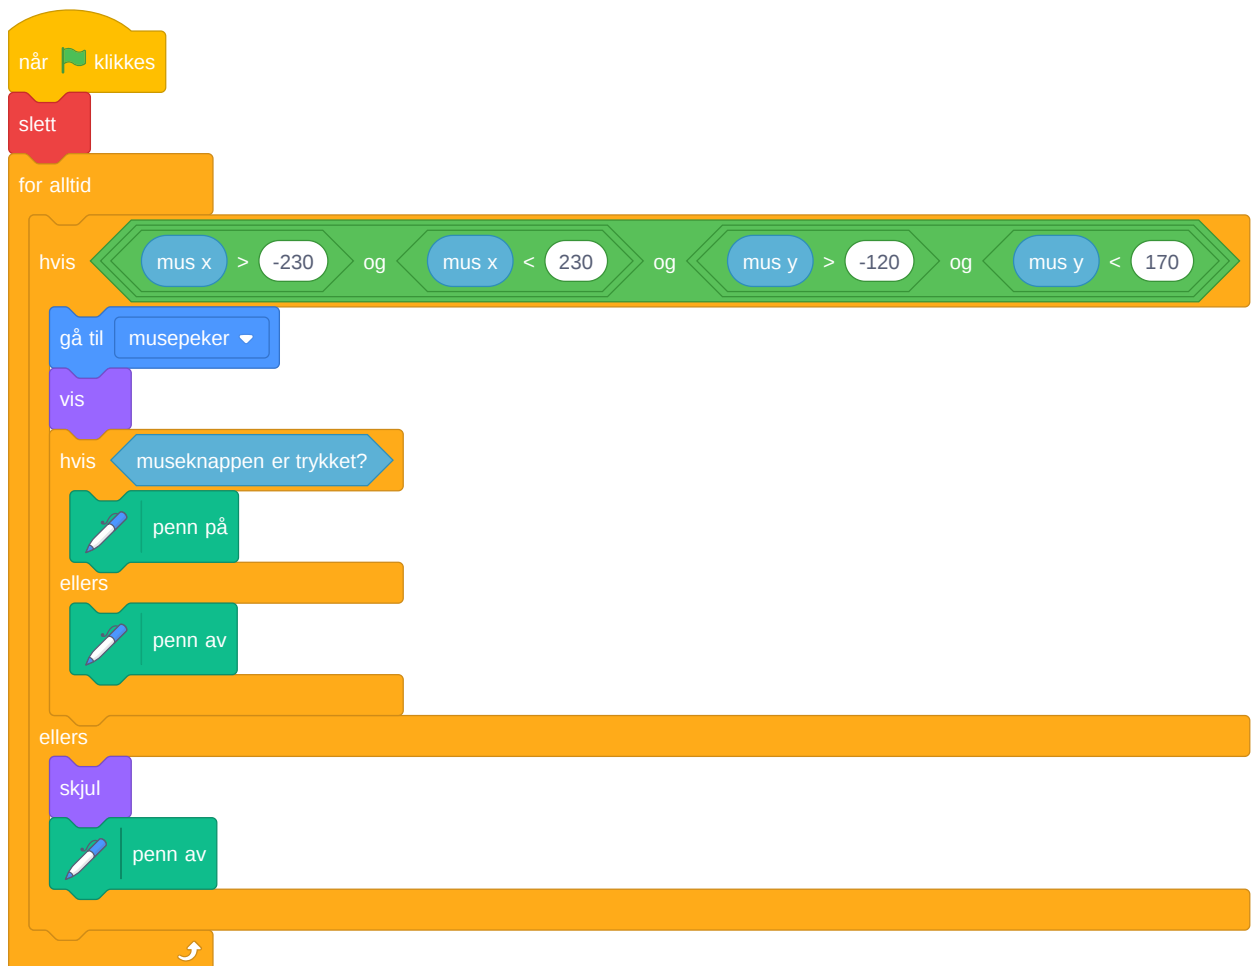 når klikkes
slett
for alltid
hvis mus x > -230 og mus x < 230 og mus y > -120 og mus y < 170
gå til musepeker
vis
hvis museknappen er trykket?
penn på
ellers
penn av
ellers
skjul
penn av